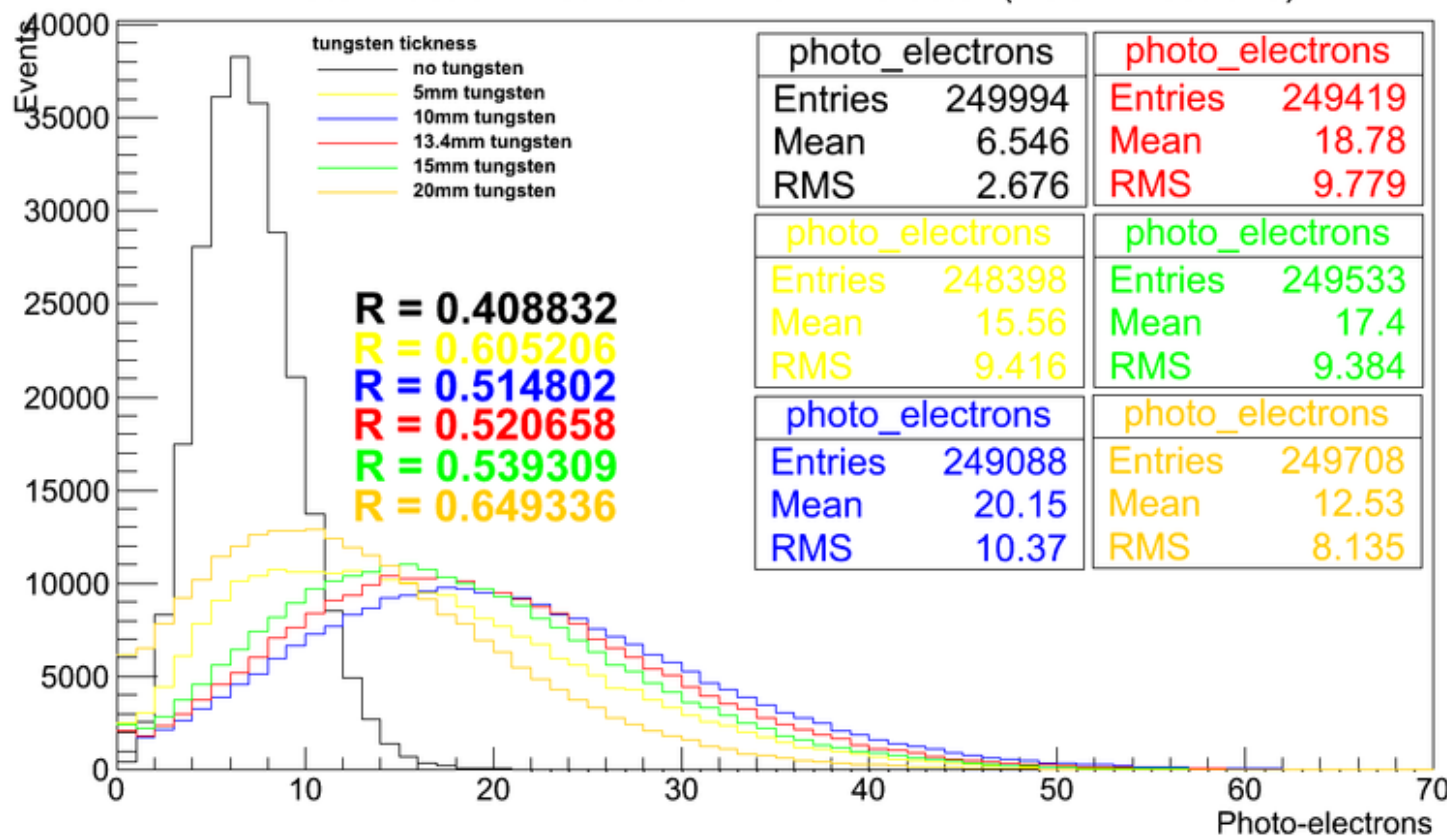 40000
35000
30000
25000
20000
15000
10000
5000
0
Events
tungsten tickness
no tungsten
5mm tungsten
10mm tungsten
13.4mm tungsten
15mm tungsten
20mm tungsten
R = 0.408832
R = 0.605206
R = 0.514802
R = 0.520658
R = 0.539309
R = 0.649336
photo_electrons
Entries 249994
Mean 6.546
RMS 2.676
photo_electrons
Entries 249419
Mean 18.78
RMS 9.779
photo_electrons
Entries 248398
Mean 15.56
RMS 9.416
photo_electrons
Entries 249533
Mean 17.4
RMS 9.384
photo_electrons
Entries 249088
Mean 20.15
RMS 10.37
photo_electrons
Entries 249708
Mean 12.53
RMS 8.135
0 10 20 30 40 50 60 70
Photo-electrons